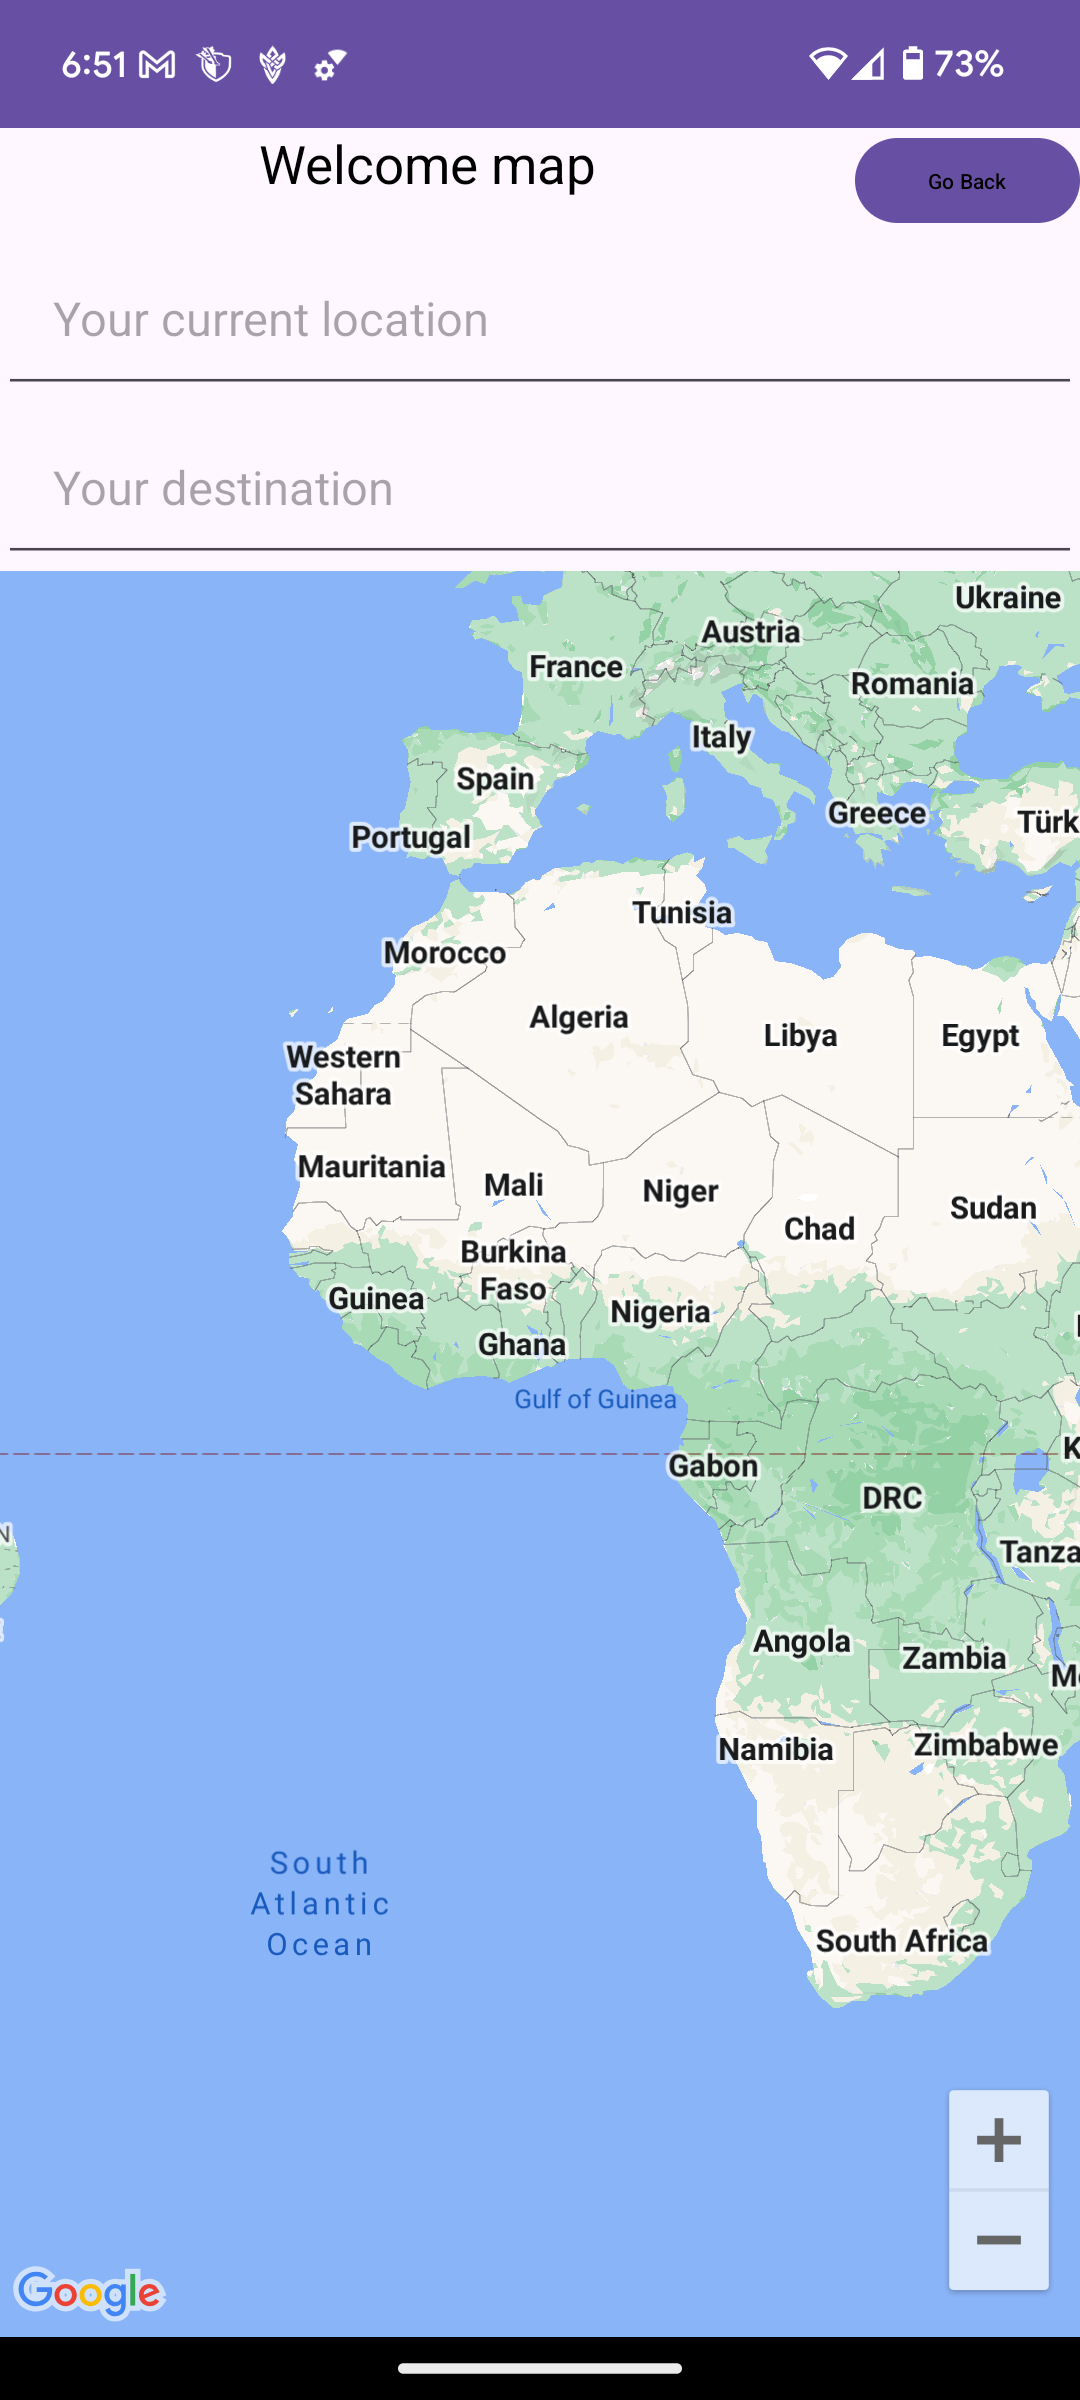 6:51
73%
Welcome map
Go Back
Your current location
Your destination
Ukraine
Austria
France
Romania
Italy
Spain
Greece
Türk
Portugal
Tunisia
Morocco
Algeria
Libya
Egypt
Western
Sahara
Mauritania
Mali
Niger
Sudan
Chad
Burkina
Faso
Guinea
Nigeria
Ghana
Gulf of Guinea
K
Gabon
DRC
N
Tanza
Angola
Zambia
Mo
Zimbabwe
Namibia
South
Atlantic
Ocean
South Africa
Google